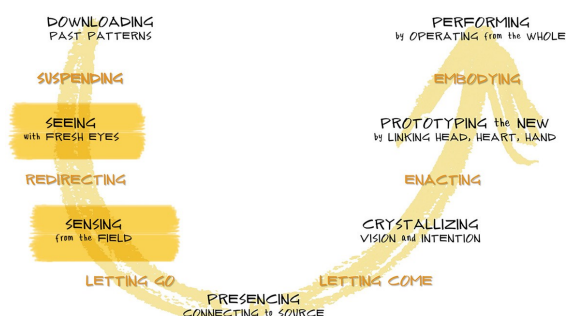 DOWNLOADING
PAST PATTERNS
SUSPENDING
SEEING
with FRESH EYES
REDIRECTING
SENSING
from the FIELD
LETTING GO
PRESENCING
CONNECTING to SOURCE
LETTING COME
CRYSTALLIZING
VISION and INTENTION
ENACTING
PROTOTYPING the NEW
by LINKING HEAD, HEART, HAND
EMBODYING
PERFORMING
by OPERATING from the WHOLE